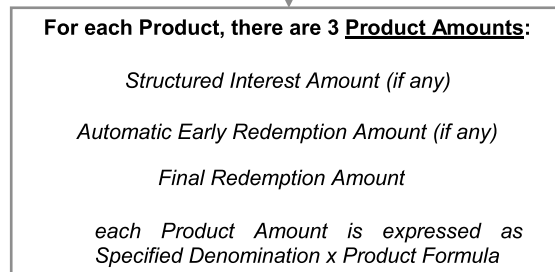 For each Product, there are 3 Product Amounts:
Structured Interest Amount (if any)
Automatic Early Redemption Amount (if any)
Final Redemption Amount
each Product Amount is expressed as
Specified Denomination x Product Formula